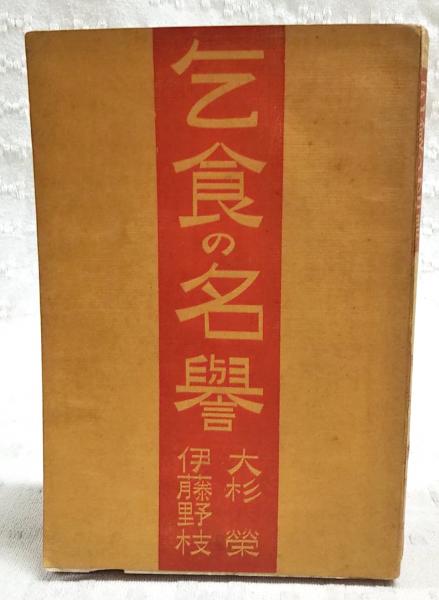 乞食の名譽
大杉 榮
伊藤野枝